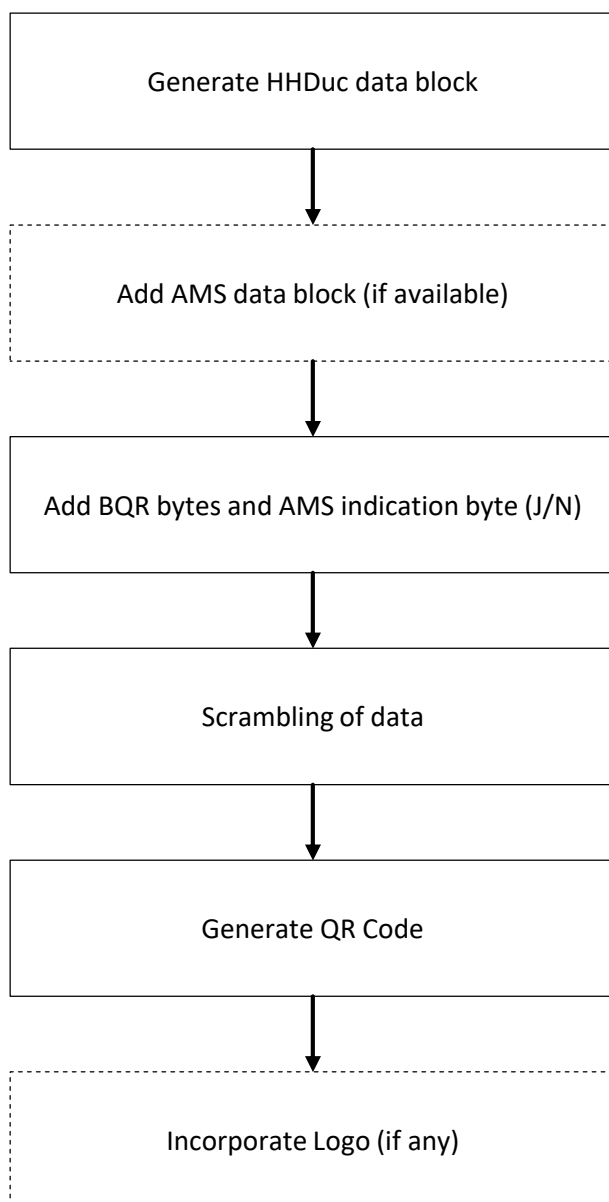 Generate HHDuc data block
Add AMS data block (if available)
Add BQR bytes and AMS indication byte (J/N)
Scrambling of data
Generate QR Code
Incorporate Logo (if any)